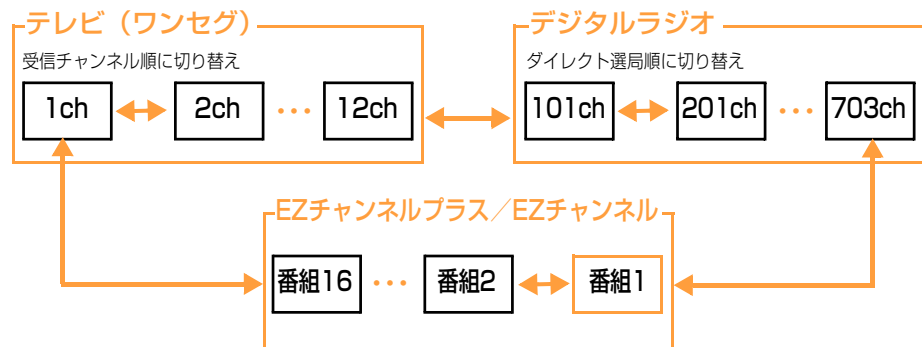 テレビ（ワンセグ）
受信チャンネル順に切り替え
1ch 2ch ··· 12ch
デジタルラジオ
ダイレクト選局順に切り替え
101ch 201ch ··· 703ch
EZチャンネルプラス／EZチャンネル
番組16 ··· 番組2 番組1